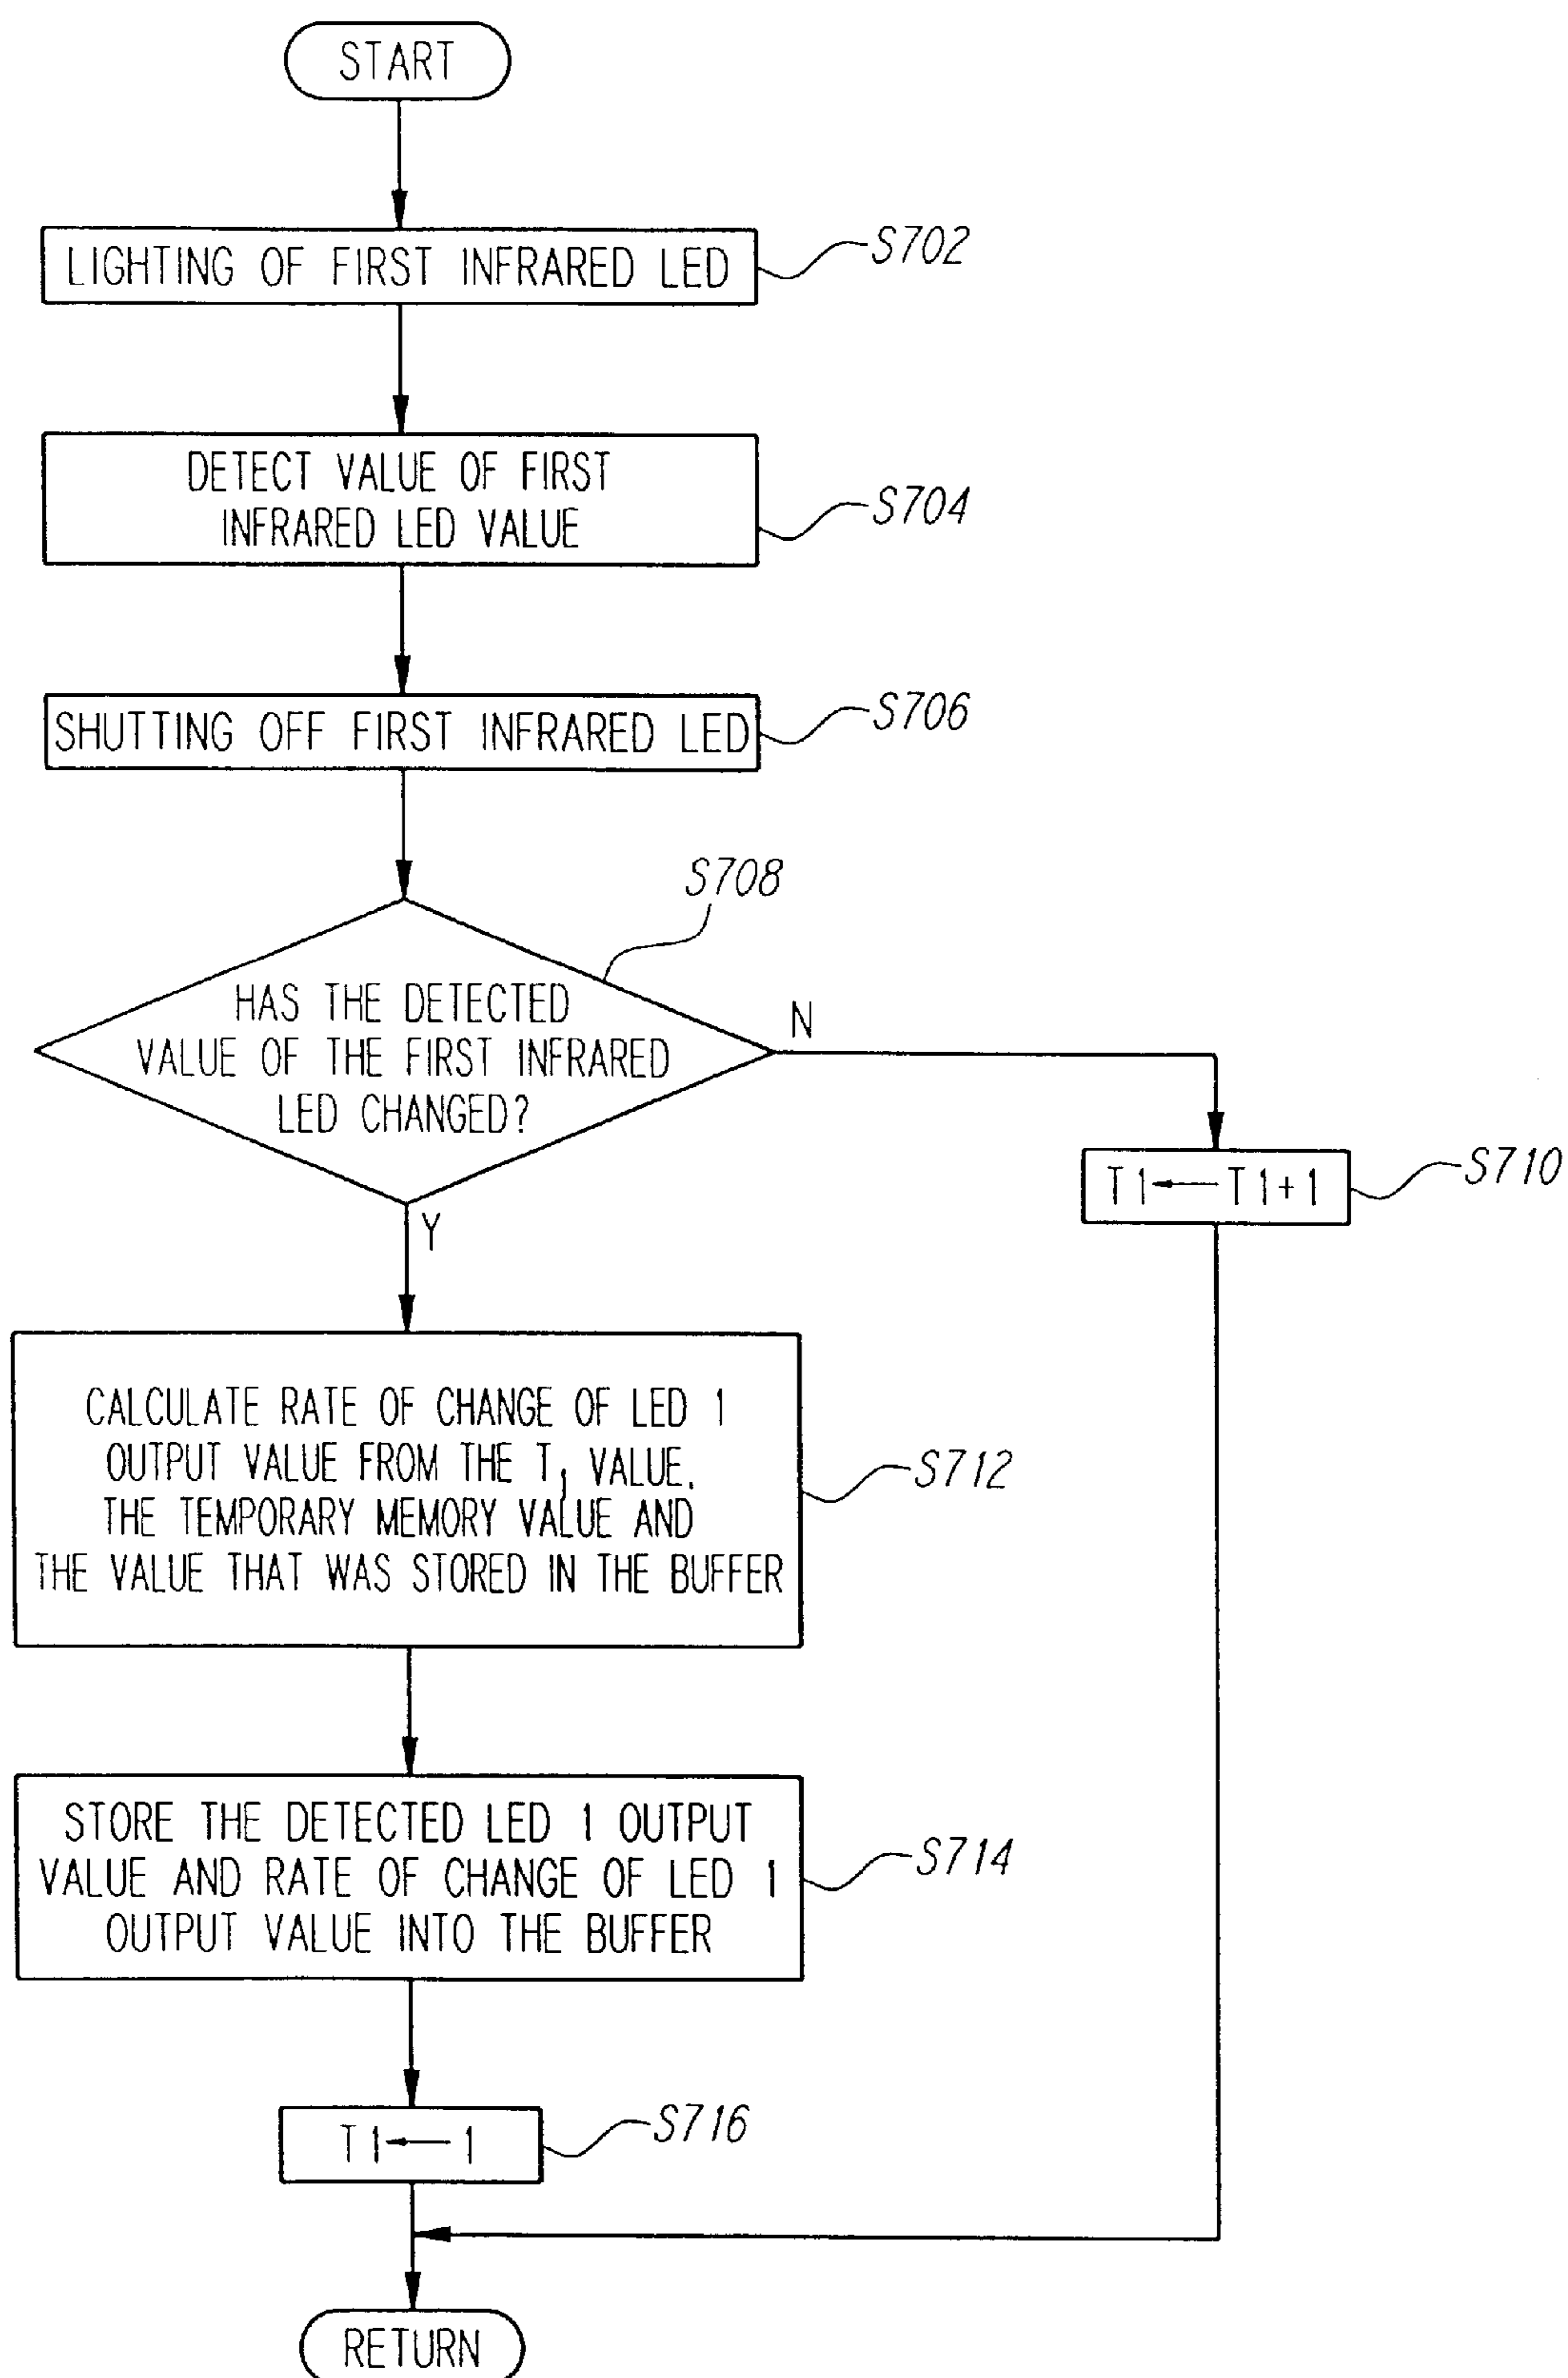 START
LIGHTING OF FIRST INFRARED LED
S702
DETECT VALUE OF FIRST
INFRARED LED VALUE
S704
SHUTTING OFF FIRST INFRARED LED
S706
S708
HAS THE DETECTED
VALUE OF THE FIRST INFRARED
LED CHANGED?
N
Y
T1←T1+1
S710
CALCULATE RATE OF CHANGE OF LED 1
OUTPUT VALUE FROM THE T₁ VALUE.
THE TEMPORARY MEMORY VALUE AND
THE VALUE THAT WAS STORED IN THE BUFFER
S712
STORE THE DETECTED LED 1 OUTPUT
VALUE AND RATE OF CHANGE OF LED 1
OUTPUT VALUE INTO THE BUFFER
S714
T1←1
S716
RETURN